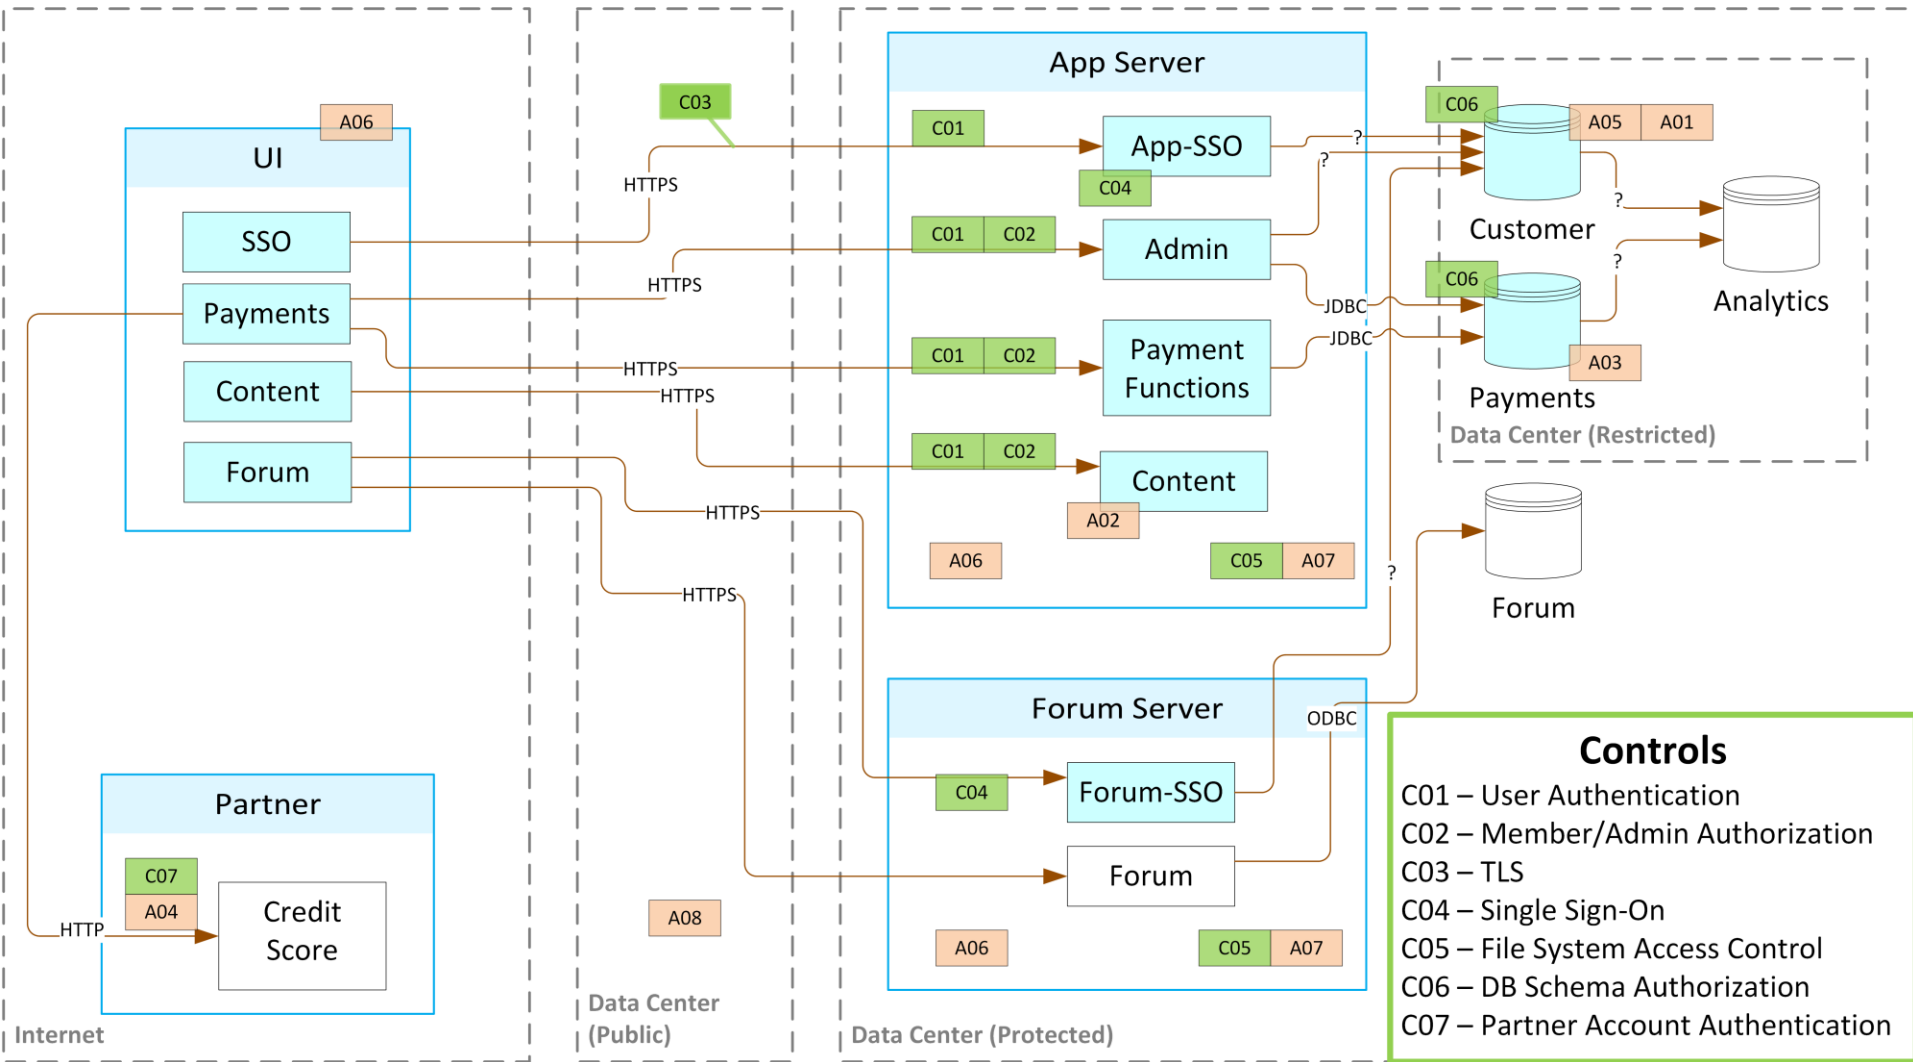 UI
A06
SSO
Payments
Content
Forum
HTTPS
HTTPS
HTTPS
HTTPS
HTTPS
HTTPS
C03
HTTP
Partner
C07
A04
Credit
Score
Internet
A08
Data Center
(Public)
App Server
C01
App-SSO
C04
C01
C02
Admin
C01
C02
Payment
Functions
C01
C02
Content
A02
A06
C05
A07
?
?
JDBC
JDBC
?
C06
A05
A01
Customer
?
C06
?
A03
Payments
Analytics
Data Center (Restricted)
Forum
Forum Server
ODBC
C04
Forum-SSO
Forum
A06
C05
A07
Data Center (Protected)
Controls
C01 – User Authentication
C02 – Member/Admin Authorization
C03 – TLS
C04 – Single Sign-On
C05 – File System Access Control
C06 – DB Schema Authorization
C07 – Partner Account Authentication